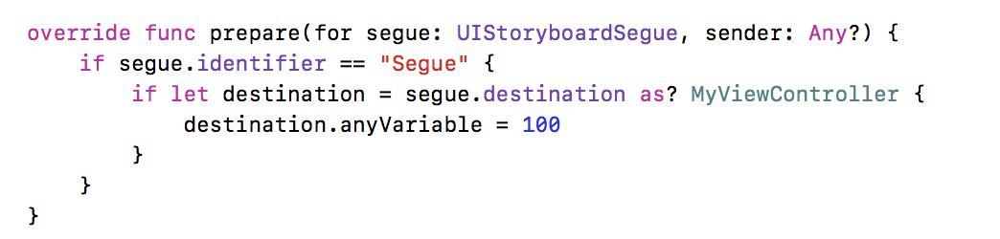 override func prepare(for segue: UIStoryboardSegue, sender: Any?) {
    if segue.identifier == "Segue" {
        if let destination = segue.destination as? MyViewController {
            destination.anyVariable = 100
        }
    }
}